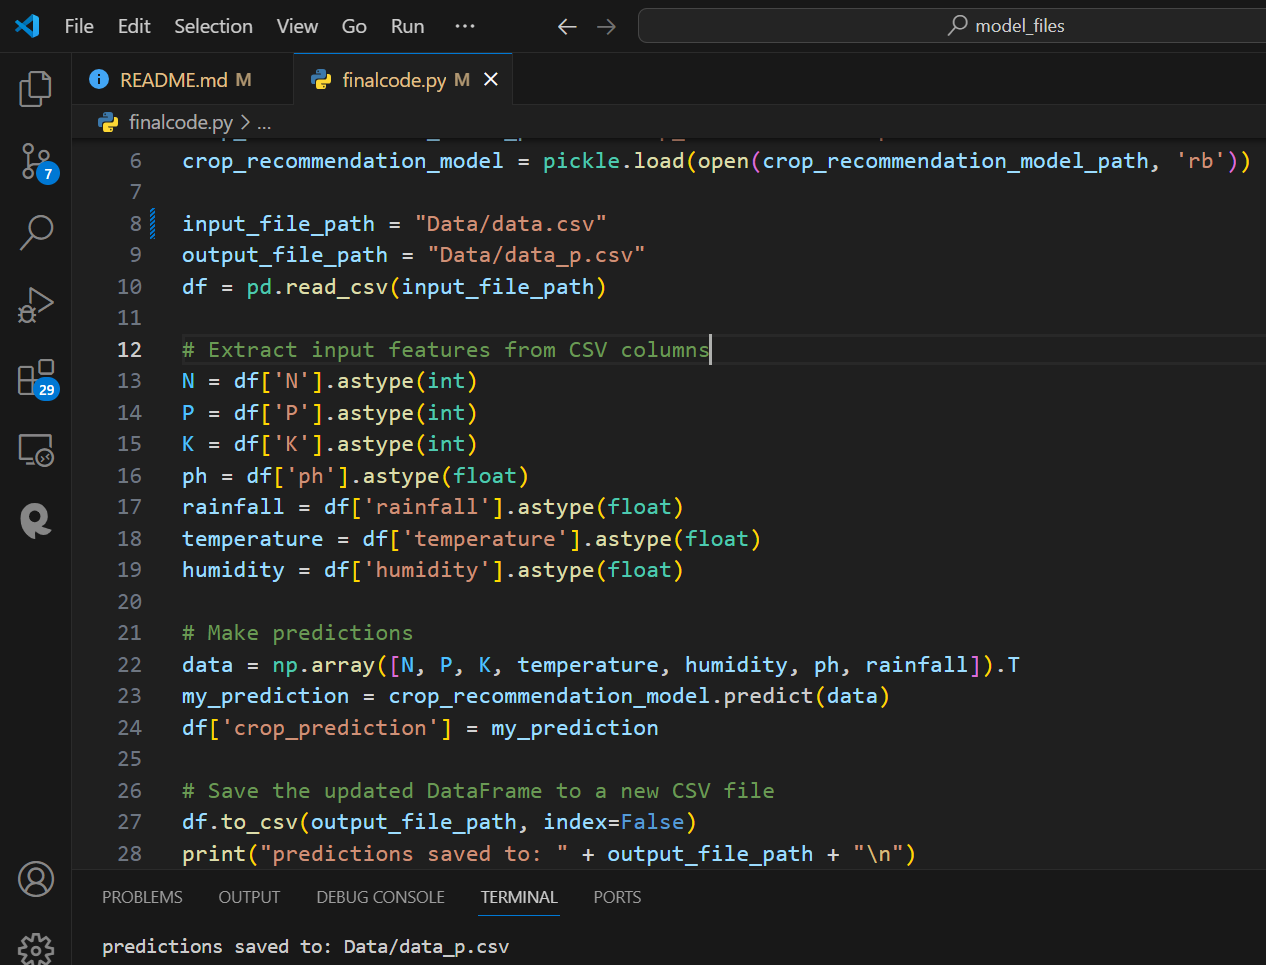 File Edit Selection View Go Run ... model_files
README.md M finalcode.py M
finalcode.py > ...
6 crop_recommendation_model = pickle.load(open(crop_recommendation_model_path, 'rb'))
7
8 input_file_path = "Data/data.csv"
9 output_file_path = "Data/data_p.csv"
10 df = pd.read_csv(input_file_path)
11
12 # Extract input features from CSV columns
13 N = df['N'].astype(int)
14 P = df['P'].astype(int)
15 K = df['K'].astype(int)
16 ph = df['ph'].astype(float)
17 rainfall = df['rainfall'].astype(float)
18 temperature = df['temperature'].astype(float)
19 humidity = df['humidity'].astype(float)
20
21 # Make predictions
22 data = np.array([N, P, K, temperature, humidity, ph, rainfall]).T
23 my_prediction = crop_recommendation_model.predict(data)
24 df['crop_prediction'] = my_prediction
25
26 # Save the updated DataFrame to a new CSV file
27 df.to_csv(output_file_path, index=False)
28 print("predictions saved to: " + output_file_path + "\n")
7
29
PROBLEMS OUTPUT DEBUG CONSOLE TERMINAL PORTS
predictions saved to: Data/data_p.csv